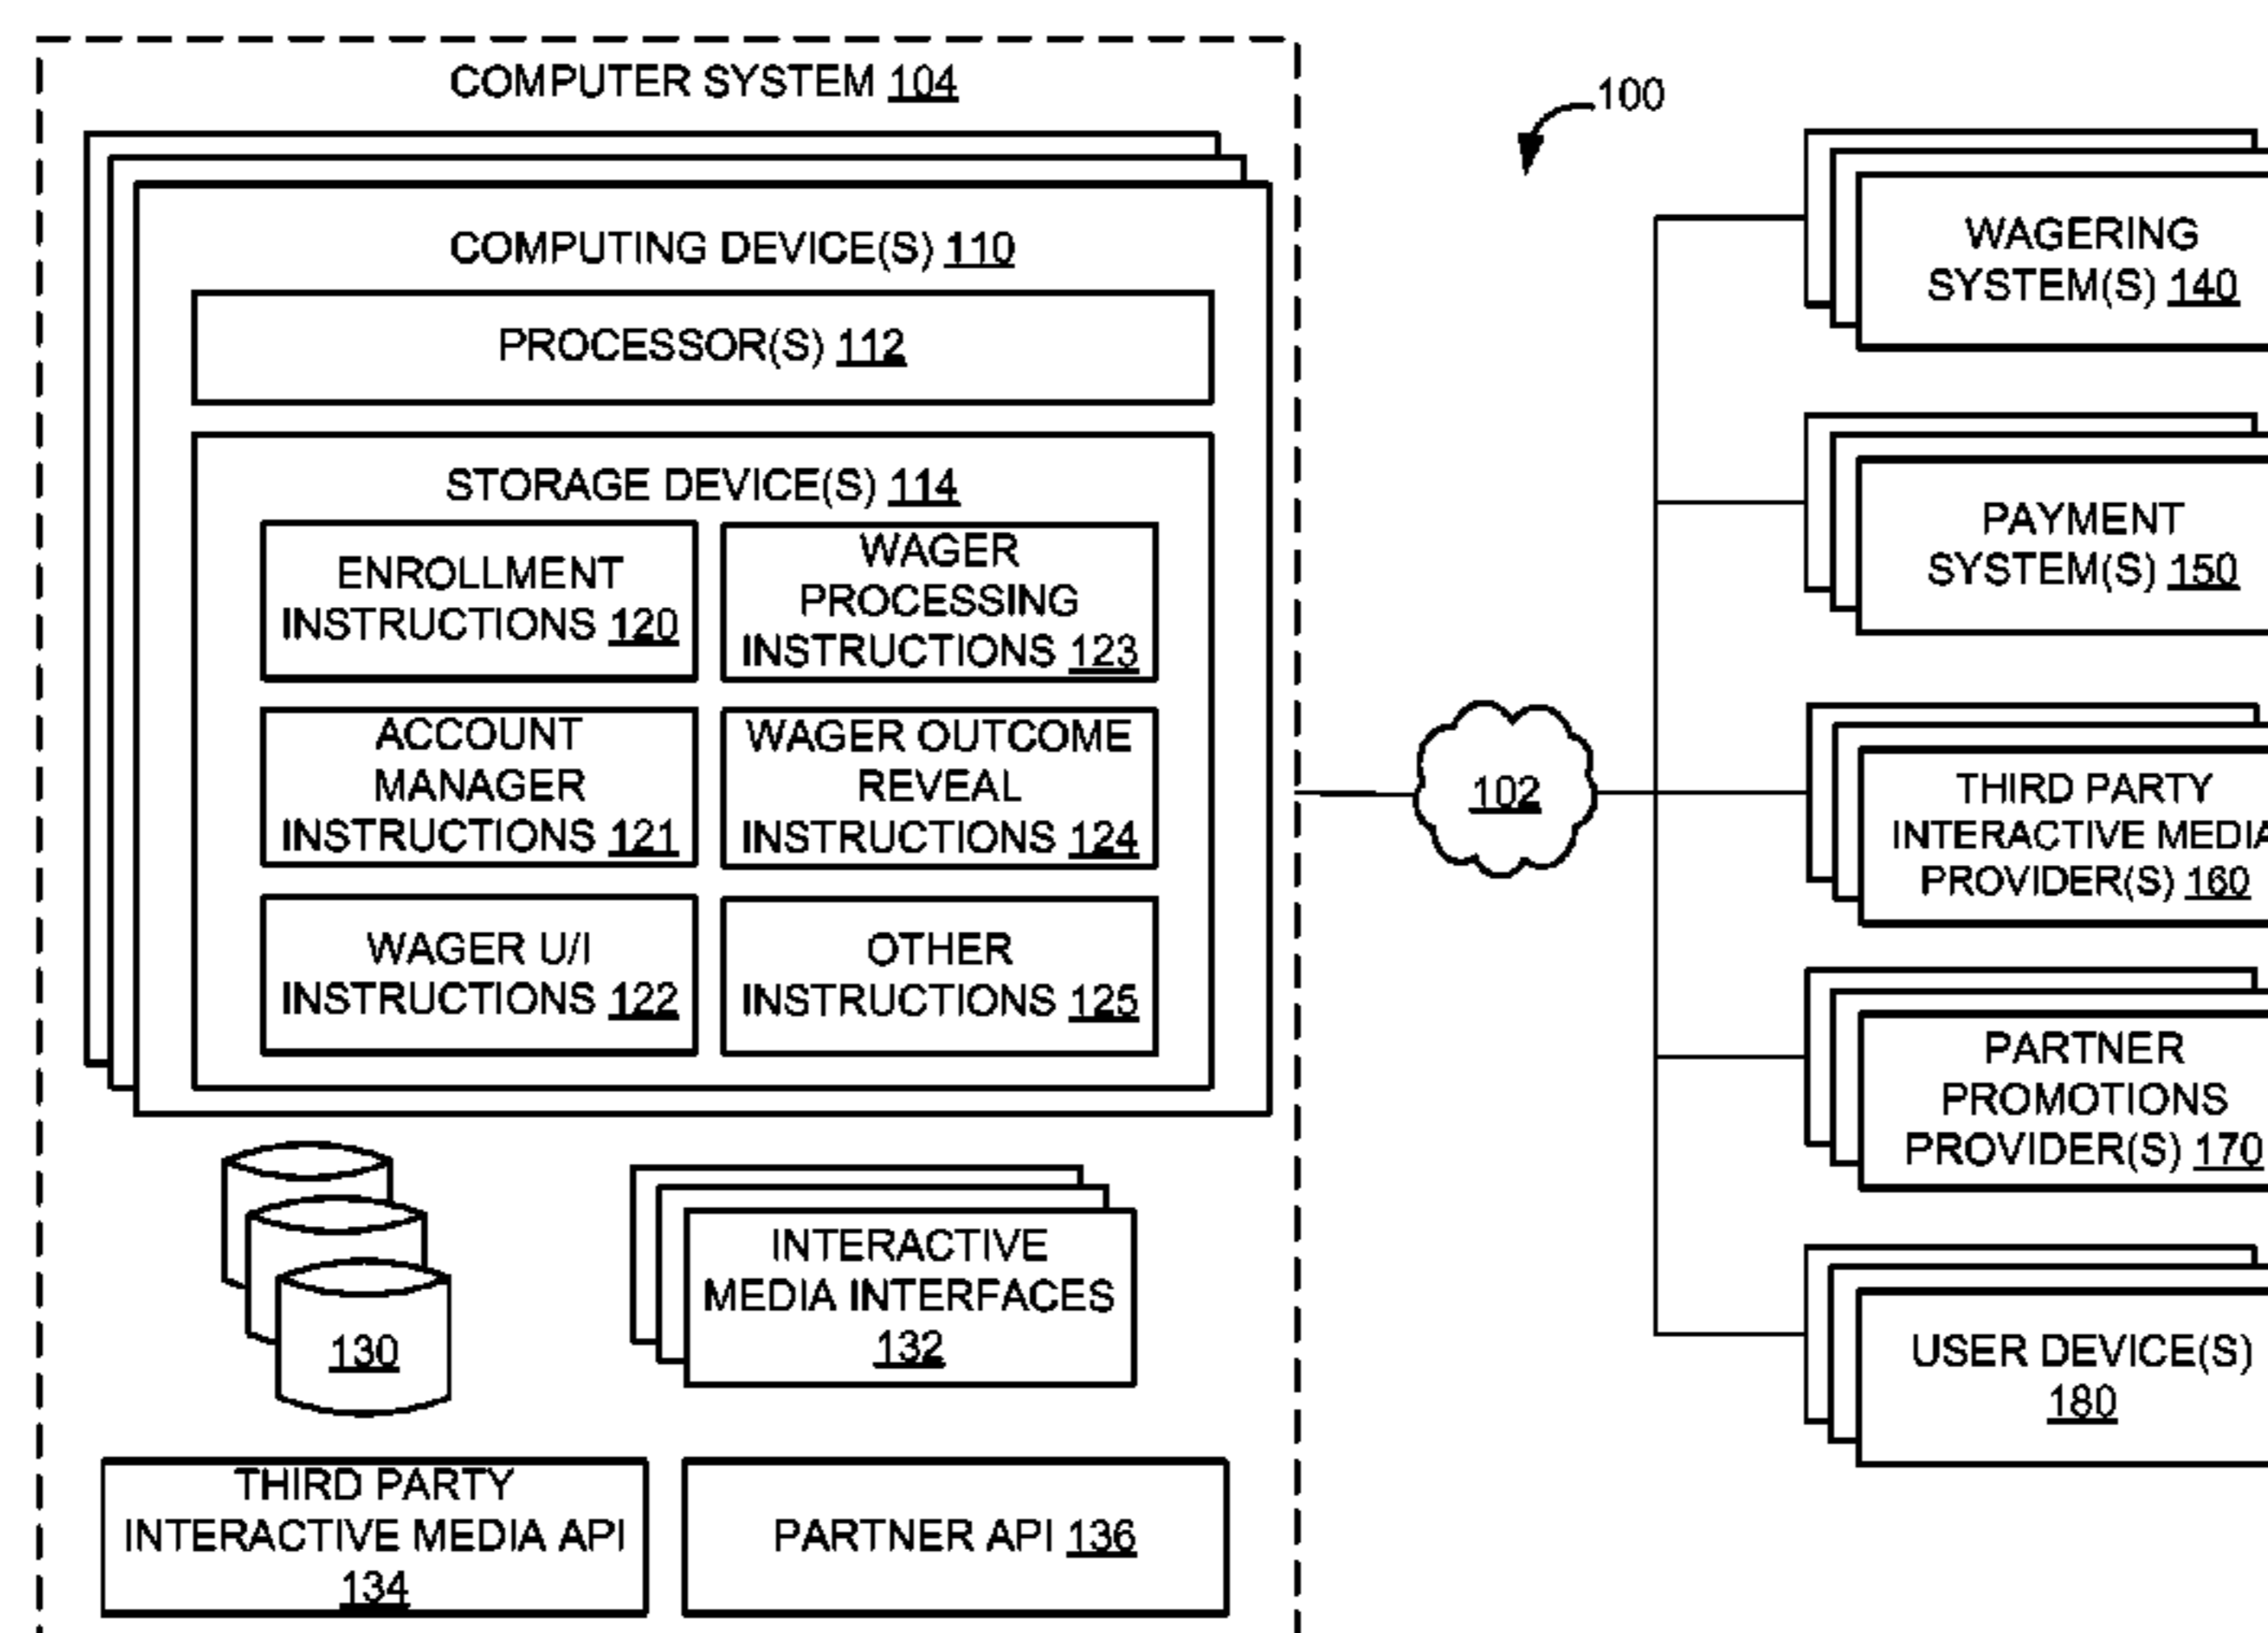 COMPUTER SYSTEM 104
COMPUTING DEVICE(S) 110
PROCESSOR(S) 112
STORAGE DEVICE(S) 114
ENROLLMENT
INSTRUCTIONS 120
WAGER
PROCESSING
INSTRUCTIONS 123
ACCOUNT
MANAGER
INSTRUCTIONS 121
WAGER OUTCOME
REVEAL
INSTRUCTIONS 124
WAGER U/I
INSTRUCTIONS 122
OTHER
INSTRUCTIONS 125
130
INTERACTIVE
MEDIA INTERFACES
132
THIRD PARTY
INTERACTIVE MEDIA API
134
PARTNER API 136
100
102
WAGERING
SYSTEM(S) 140
PAYMENT
SYSTEM(S) 150
THIRD PARTY
INTERACTIVE MEDIA
PROVIDER(S) 160
PARTNER
PROMOTIONS
PROVIDER(S) 170
USER DEVICE(S)
180